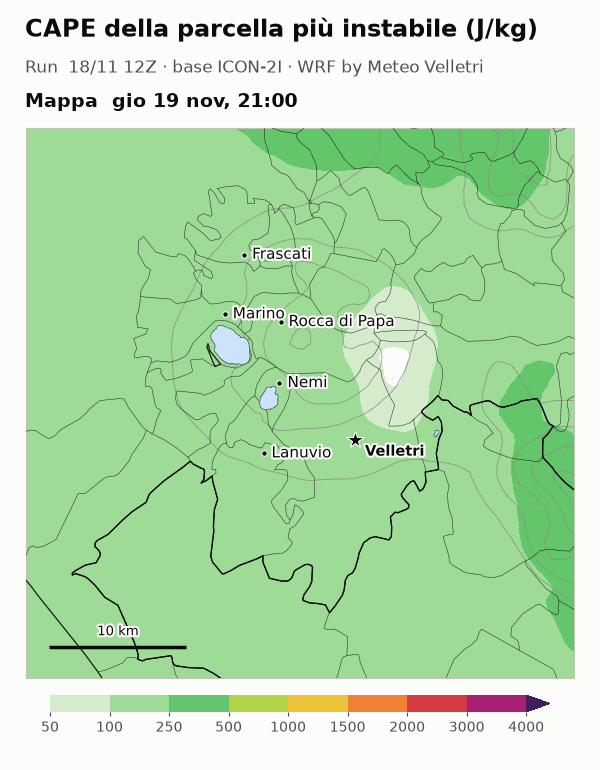 CAPE della parcella più instabile (J/kg)
Run  18/11 12Z · base ICON-2I · WRF by Meteo Velletri
Mappa  gio 19 nov, 21:00
Frascati
Marino
Rocca di Papa
Nemi
Velletri
Lanuvio
10 km
50 100 250 500 1000 1500 2000 3000 4000